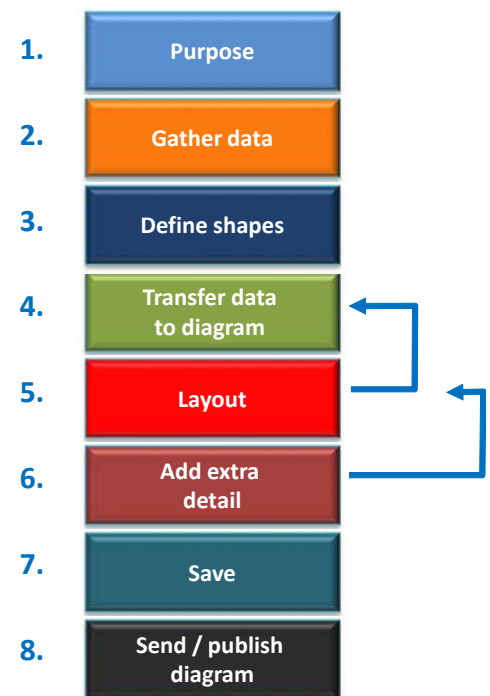 1. Purpose
2. Gather data
3. Define shapes
4. Transfer data
to diagram
5. Layout
6. Add extra
detail
7. Save
8. Send / publish
diagram